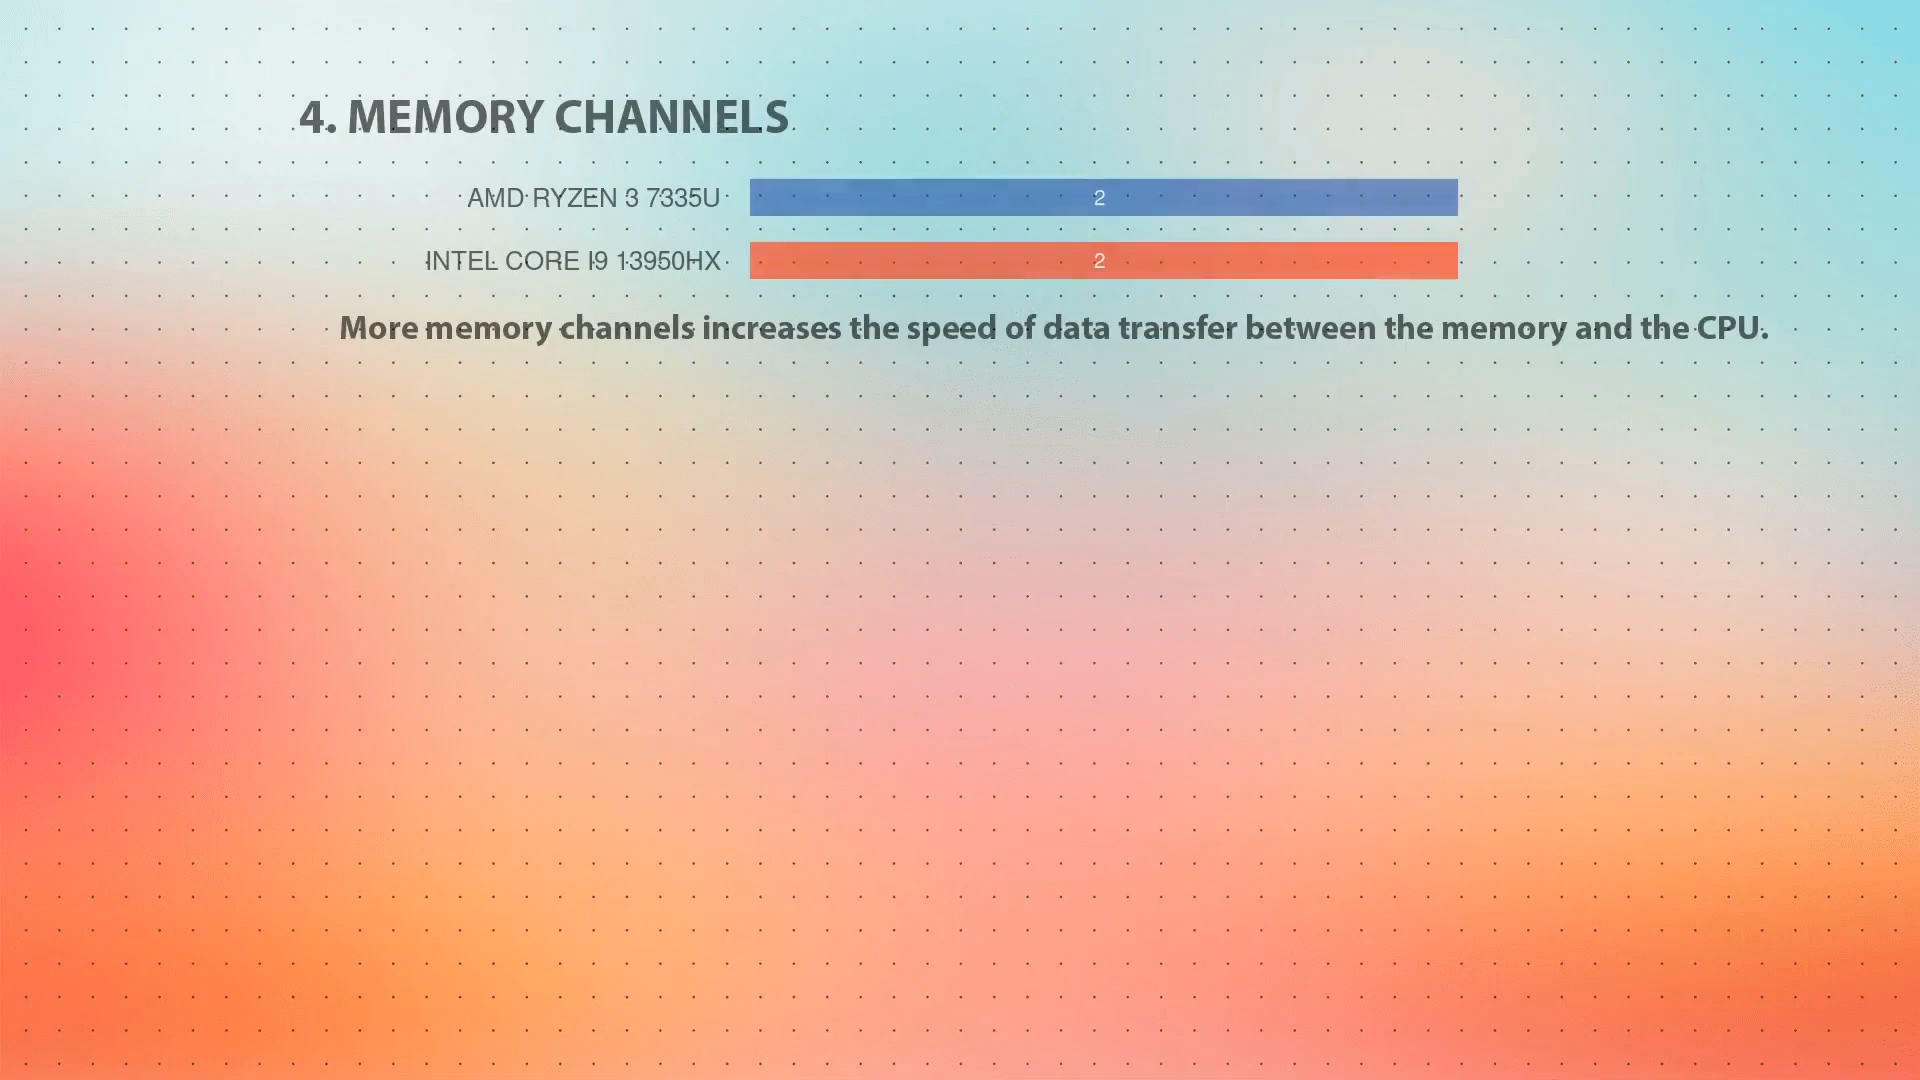 4. MEMORY CHANNELS
AMD RYZEN 3 7335U 2
INTEL CORE I9 13950HX 2
More memory channels increases the speed of data transfer between the memory and the CPU.